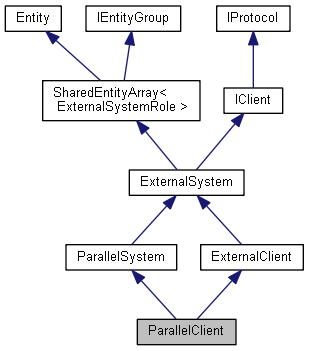 Entity
IEntityGroup
IProtocol
SharedEntityArray<
ExternalSystemRole >
IClient
ExternalSystem
ParallelSystem
ExternalClient
ParallelClient